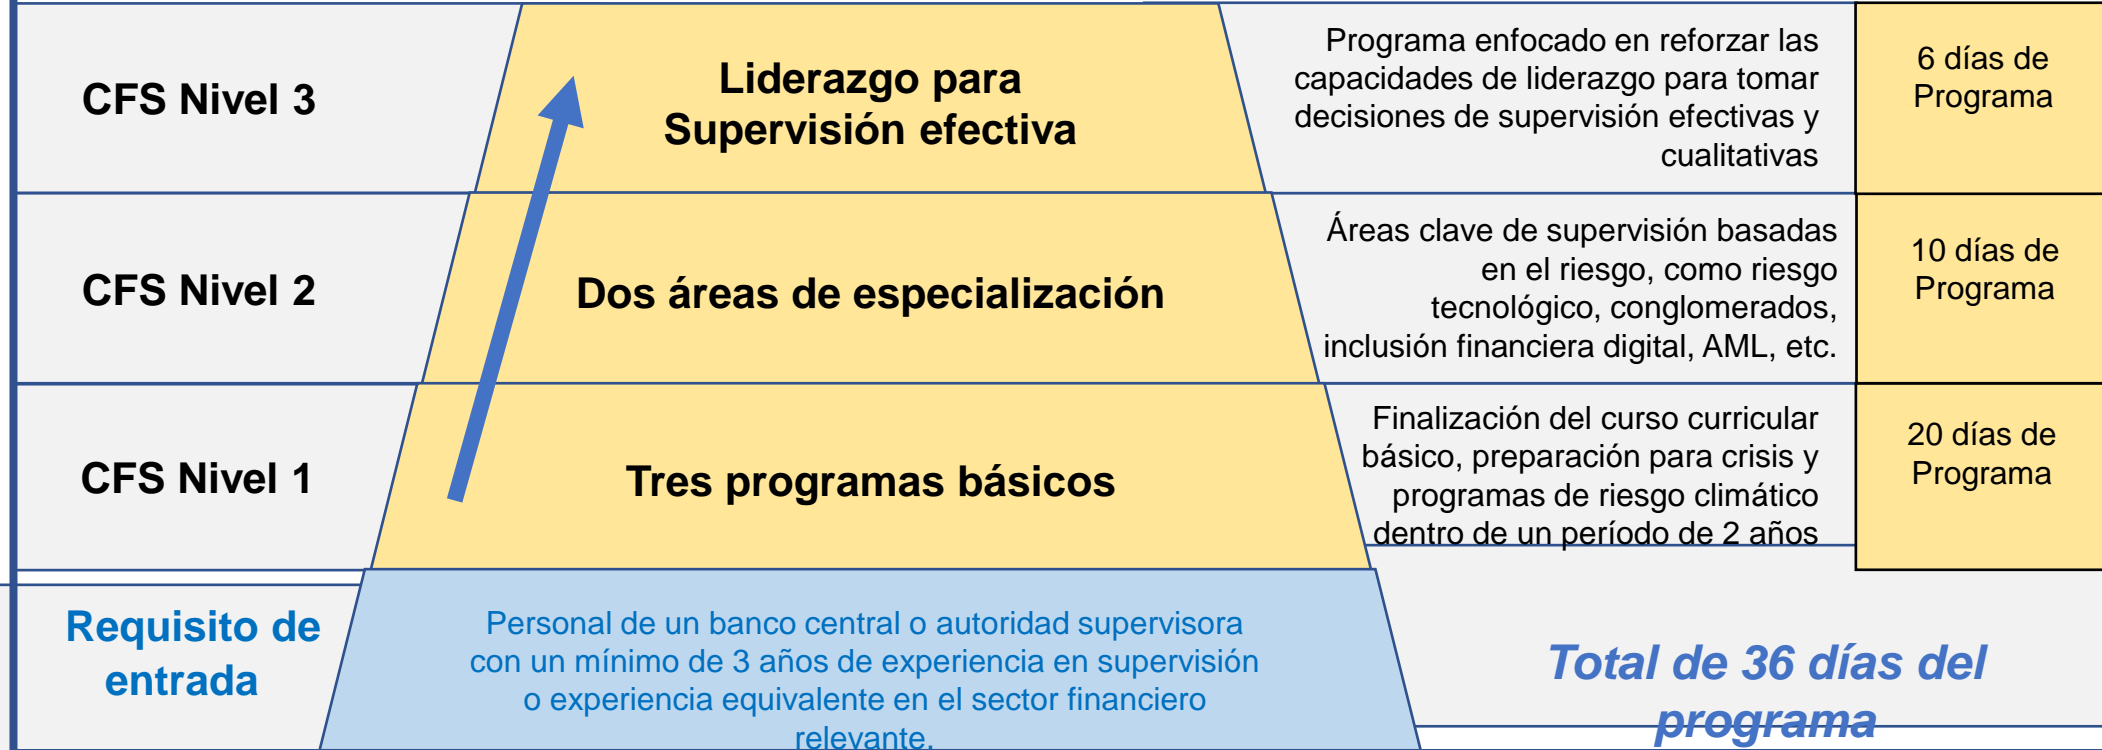 CFS Nivel 3
Liderazgo para
Supervisión efectiva
Programa enfocado en reforzar las
capacidades de liderazgo para tomar
decisiones de supervisión efectivas y
cualitativas
6 días de
Programa
CFS Nivel 2
Dos áreas de especialización
Áreas clave de supervisión basadas
en el riesgo, como riesgo
tecnológico, conglomerados,
inclusión financiera digital, AML, etc.
10 días de
Programa
CFS Nivel 1
Tres programas básicos
Finalización del curso curricular
básico, preparación para crisis y
programas de riesgo climático
dentro de un período de 2 años
20 días de
Programa
Requisito de
entrada
Personal de un banco central o autoridad supervisora
con un mínimo de 3 años de experiencia en supervisión
o experiencia equivalente en el sector financiero
relevante.
Total de 36 días del
programa